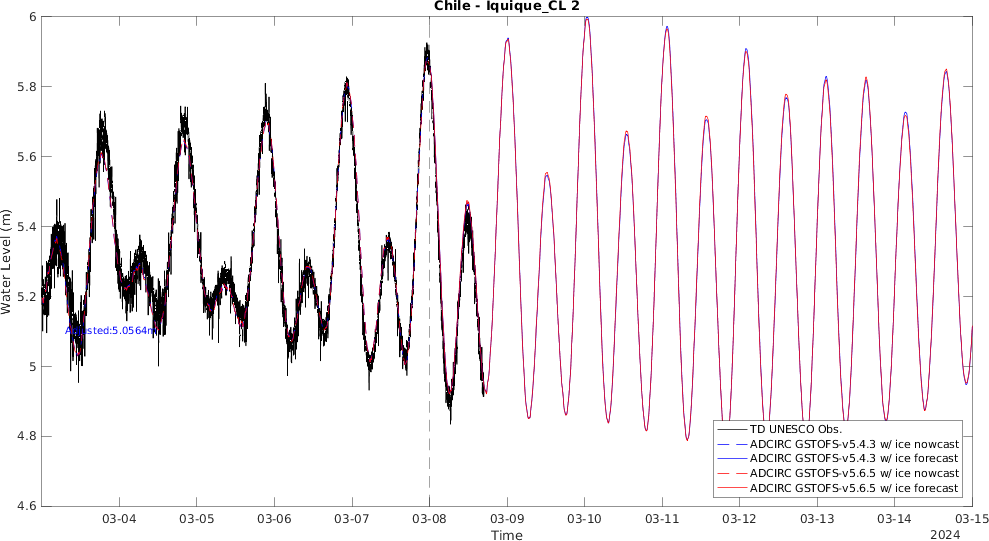 Chile - Iquique_CL 2
6
5.8
5.6
5.4
5.2
5
4.8
4.6
Water Level (m)
TD UNESCO Obs.
ADCIRC GSTOFS-v5.4.3 w/ ice nowcast
ADCIRC GSTOFS-v5.4.3 w/ ice forecast
ADCIRC GSTOFS-v5.6.5 w/ ice nowcast
ADCIRC GSTOFS-v5.6.5 w/ ice forecast
03-04 03-05 03-06 03-07 03-08 03-09 03-10 03-11 03-12 03-13 03-14 03-15
Time
2024